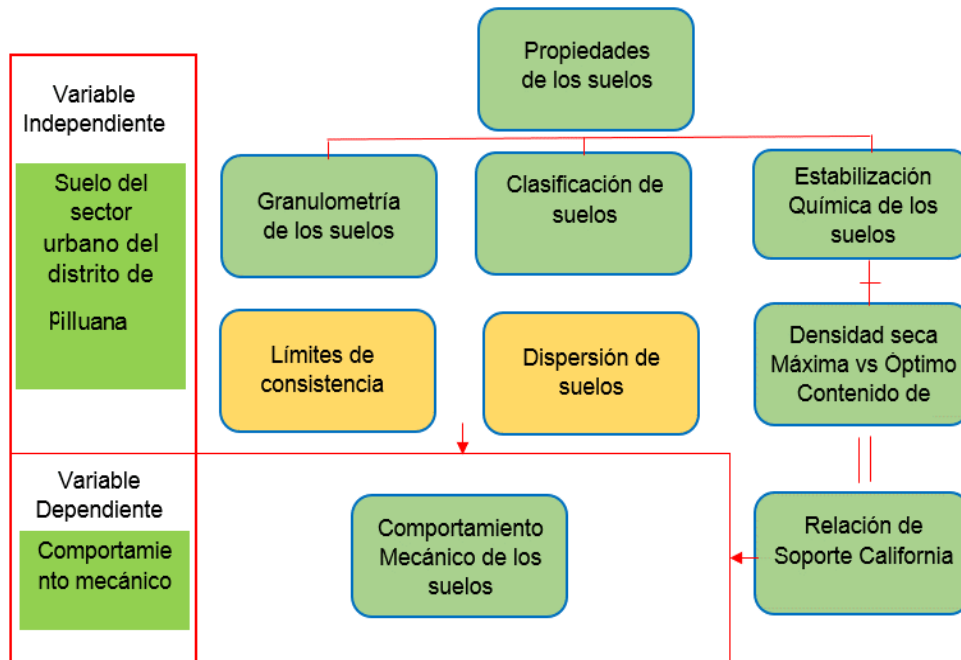 Propiedades
de los suelos
Variable
Independiente
Suelo del
sector
urbano del
distrito de
pilluana
Granulometría
de los suelos
Clasificación de
suelos
Estabilización
Química de los
suelos
Límites de
consistencia
Dispersión de
suelos
Densidad seca
Máxima vs Óptimo
Contenido de
Variable
Dependiente
Comportamie
nto mecánico
Comportamiento
Mecánico de los
suelos
Relación de
Soporte California